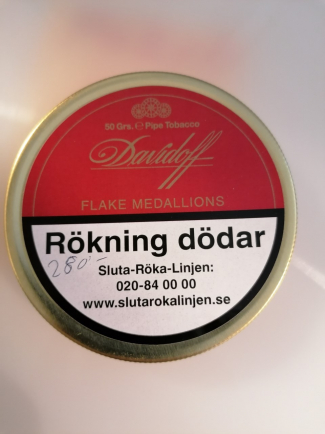 50 Grs. ℮ Pipe Tobacco
Davidoff
FLAKE MEDALLIONS
Rökning dödar
280:-
Sluta-Röka-Linjen:
020-84 00 00
www.slutarokalinjen.se